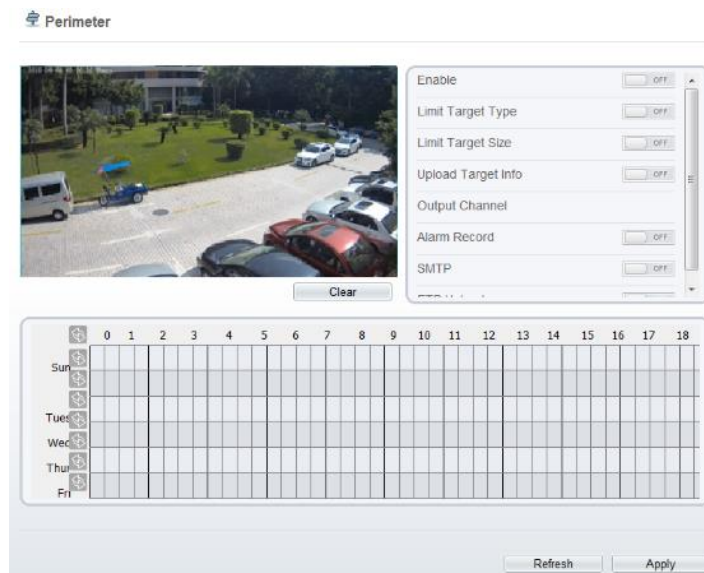 Perimeter
Enable OFF
Limit Target Type OFF
Limit Target Size OFF
Upload Target Info OFF
Output Channel
Alarm Record OFF
SMTP OFF
Clear
0 1 2 3 4 5 6 7 8 9 10 11 12 13 14 15 16 17 18
Sun
Tues
Wed
Thur
Fri
Refresh Apply